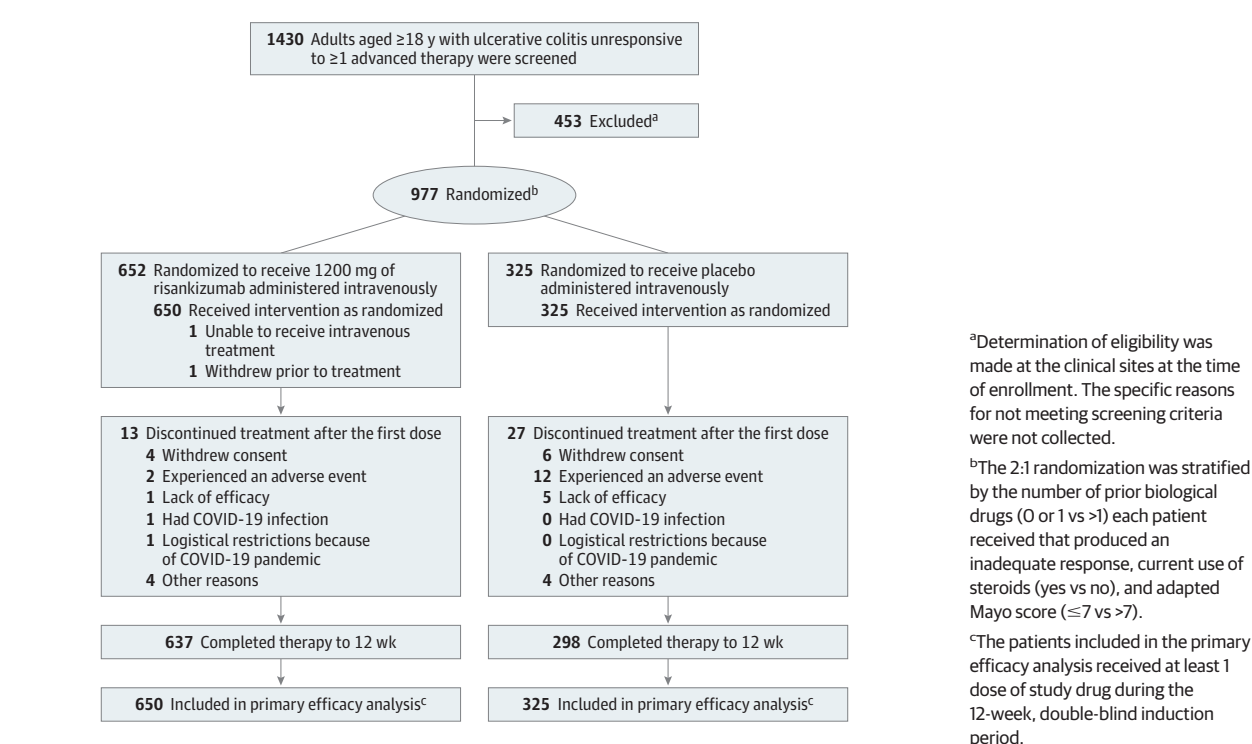 1430 Adults aged ≥18 y with ulcerative colitis unresponsive
to ≥1 advanced therapy were screened
453 Excludedᵃ
977 Randomizedᵇ
652 Randomized to receive 1200 mg of
risankizumab administered intravenously
650 Received intervention as randomized
1 Unable to receive intravenous
treatment
1 Withdrew prior to treatment
325 Randomized to receive placebo
administered intravenously
325 Received intervention as randomized
13 Discontinued treatment after the first dose
4 Withdrew consent
2 Experienced an adverse event
1 Lack of efficacy
1 Had COVID-19 infection
1 Logistical restrictions because
of COVID-19 pandemic
4 Other reasons
27 Discontinued treatment after the first dose
6 Withdrew consent
12 Experienced an adverse event
5 Lack of efficacy
0 Had COVID-19 infection
0 Logistical restrictions because
of COVID-19 pandemic
4 Other reasons
637 Completed therapy to 12 wk
298 Completed therapy to 12 wk
650 Included in primary efficacy analysisᶜ
325 Included in primary efficacy analysisᶜ
ᵃDetermination of eligibility was
made at the clinical sites at the time
of enrollment. The specific reasons
for not meeting screening criteria
were not collected.
ᵇThe 2:1 randomization was stratified
by the number of prior biological
drugs (0 or 1 vs >1) each patient
received that produced an
inadequate response, current use of
steroids (yes vs no), and adapted
Mayo score (≤7 vs >7).
ᶜThe patients included in the primary
efficacy analysis received at least 1
dose of study drug during the
12-week, double-blind induction
period.